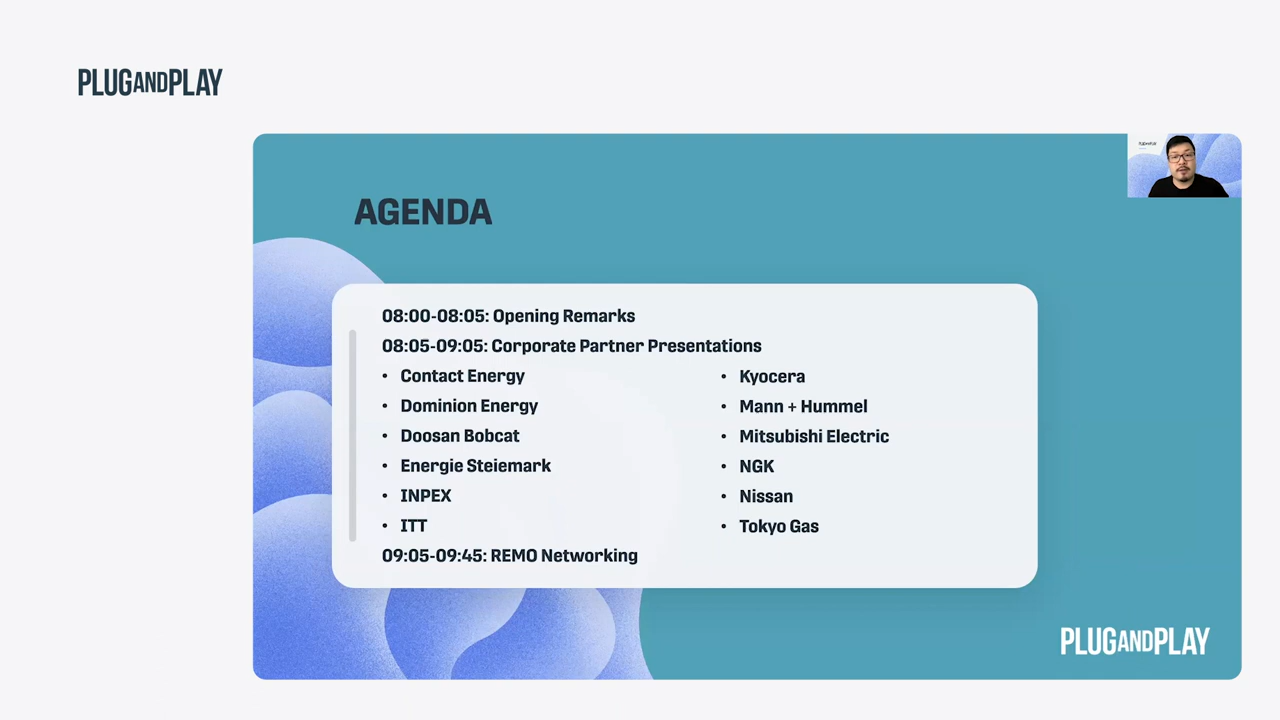 PLUGANDPLAY
AGENDA
08:00-08:05: Opening Remarks
08:05-09:05: Corporate Partner Presentations
• Contact Energy
• Dominion Energy
• Doosan Bobcat
• Energie Steiemark
• INPEX
• ITT
• Kyocera
• Mann + Hummel
• Mitsubishi Electric
• NGK
• Nissan
• Tokyo Gas
09:05-09:45: REMO Networking
PLUGANDPLAY